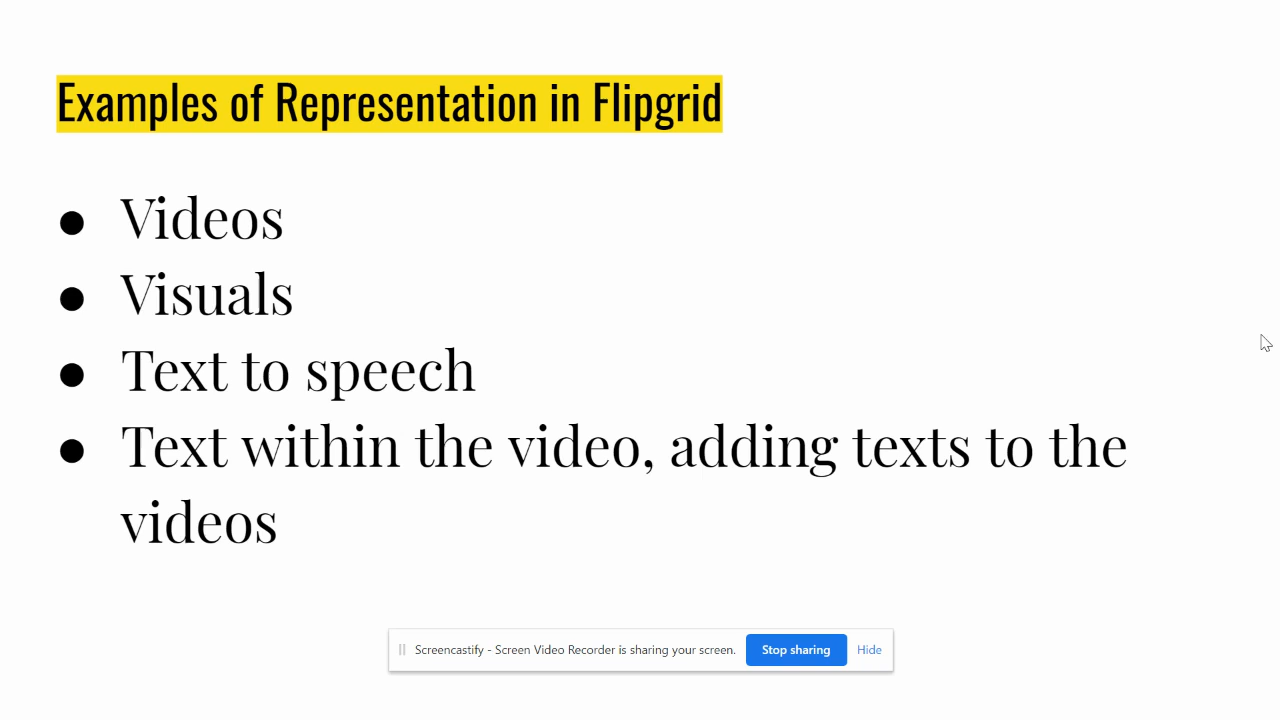 Examples of Representation in Flipgrid
● Videos
● Visuals
● Text to speech
● Text within the video, adding texts to the
videos
Screencastify - Screen Video Recorder is sharing your screen. Stop sharing Hide